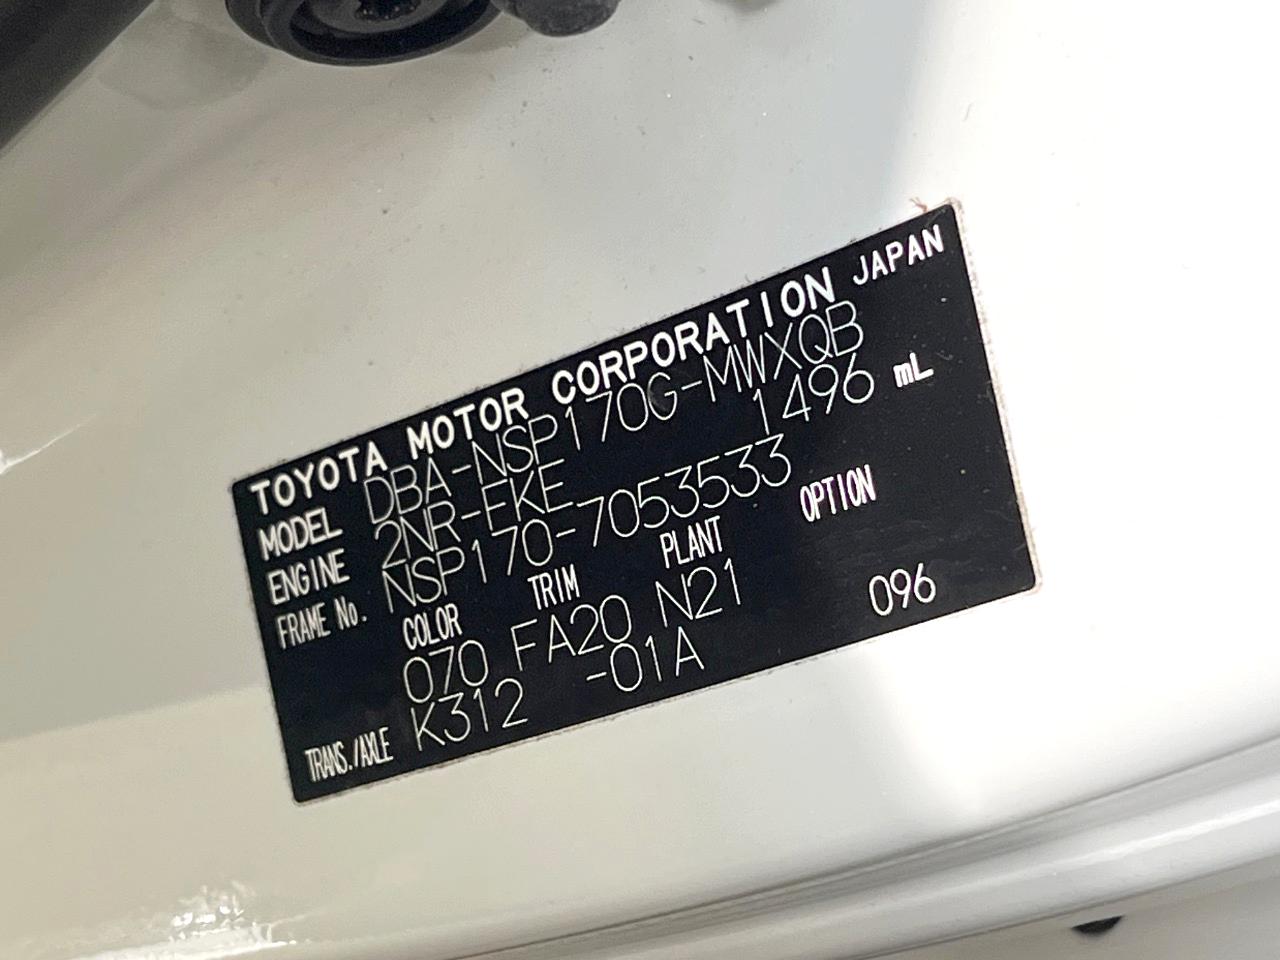 TOYOTA MOTOR CORPORATION JAPAN
MODEL DBA-NSP170G-MWXQB
ENGINE 2NR-FKE 1496 mL
FRAME No. NSP170-7053533
COLOR TRIM PLANT OPTION
070 FA20 N21 096
TRANS./AXLE K312 -01A